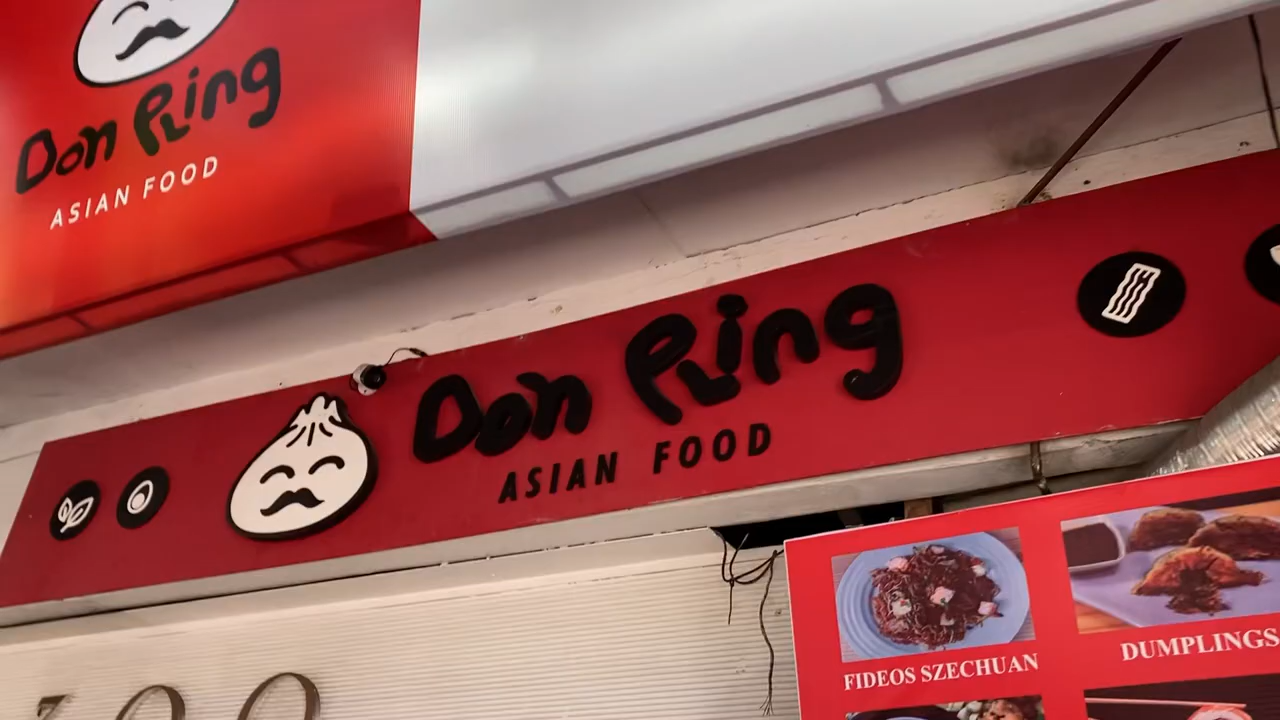 Don Ping
ASIAN FOOD
Don Ping
ASIAN FOOD
FIDEOS SZECHUAN
DUMPLINGS